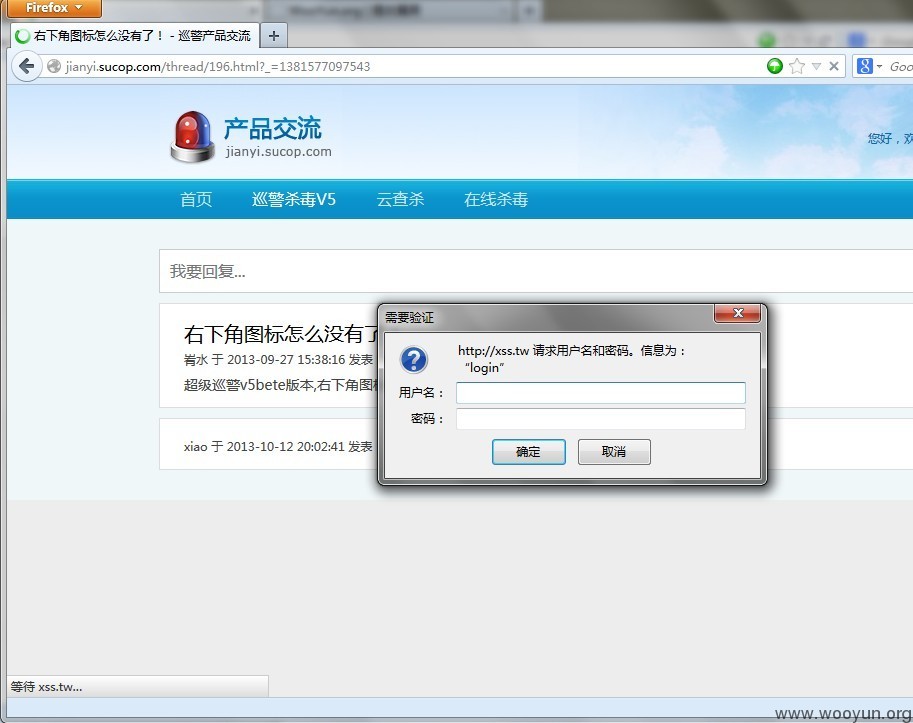 Firefox
右下角图标怎么没有了！ - 巡警产品交流
jianyi.sucop.com/thread/196.html?_=1381577097543
Goo
产品交流
jianyi.sucop.com
您好，欢
首页 巡警杀毒V5 云查杀 在线杀毒
我要回复...
右下角图标怎么没有了
峟水 于 2013-09-27 15:38:16 发表
超级巡警v5bete版本,右下角图标
xiao 于 2013-10-12 20:02:41 发表
需要验证
http://xss.tw 请求用户名和密码。信息为：
“login”
用户名：
密码：
确定 取消
等待 xss.tw...
www.wooyun.org